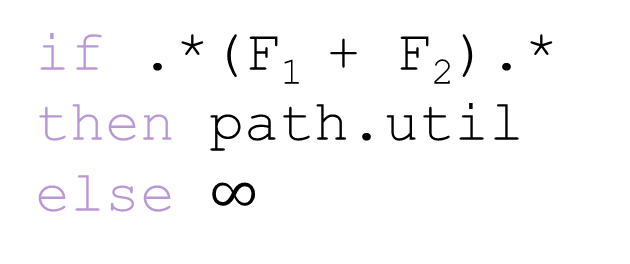 if .*(F₁ + F₂).*
then path.util
else ∞